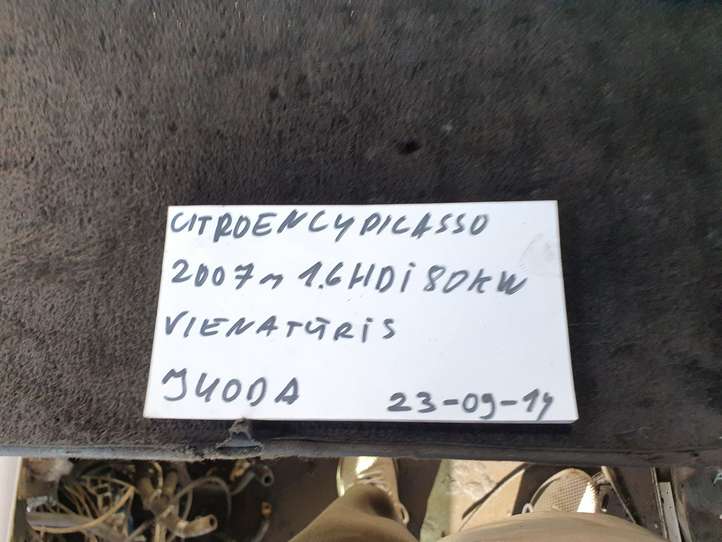 CITROEN C4 PICASSO
2007m 1.6 HDi 80KW
VIENATŪRIS
JUODA 23-09-14